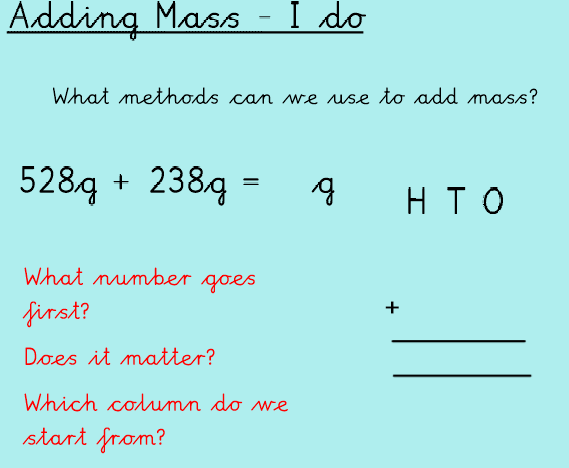 Adding Mass - I do
What methods can we use to add mass?
528g + 238g =     g
H T O
What number goes
first?
+
Does it matter?
Which column do we
start from?